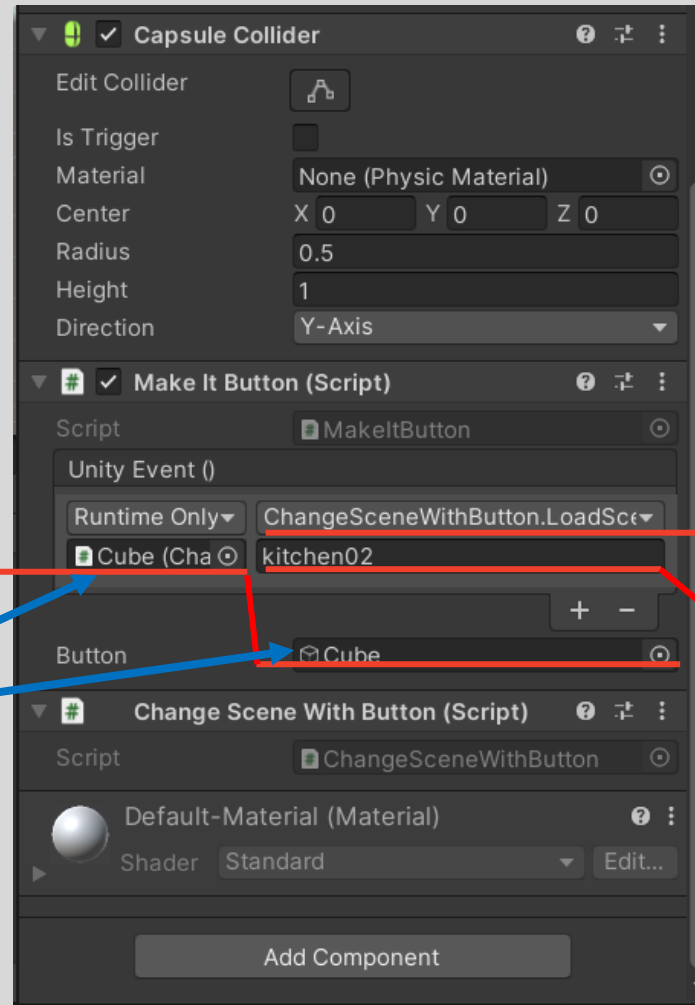 Capsule Collider
Edit Collider
Is Trigger
Material None (Physic Material)
Center X 0 Y 0 Z 0
Radius 0.5
Height 1
Direction Y-Axis
# Make It Button (Script)
Script # MakeItButton
Unity Event ()
Runtime Only ChangeSceneWithButton.LoadSce
# Cube (Cha kitchen02
+ −
Button Cube
# Change Scene With Button (Script)
Script # ChangeSceneWithButton
Default-Material (Material)
Shader Standard Edit...
Add Component